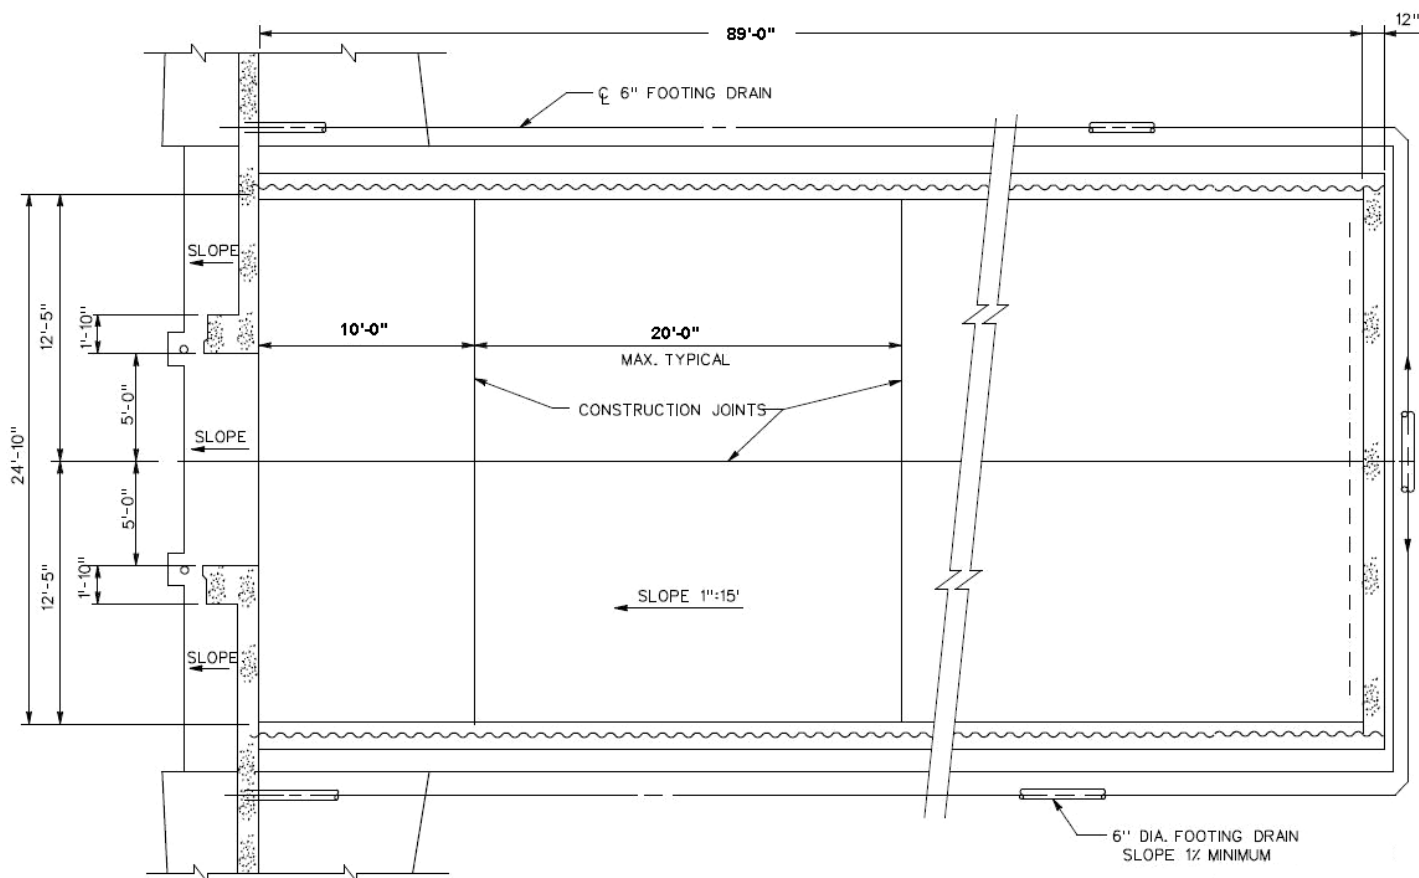 12"
89'-0"
℄ 6" FOOTING DRAIN
SLOPE
1'-10"
12'-5"
10'-0"
20'-0"
MAX. TYPICAL
5'-0"
CONSTRUCTION JOINTS
SLOPE
24'-10"
5'-0"
1'-10"
12'-5"
SLOPE 1":15'
SLOPE
6" DIA. FOOTING DRAIN
SLOPE 1% MINIMUM